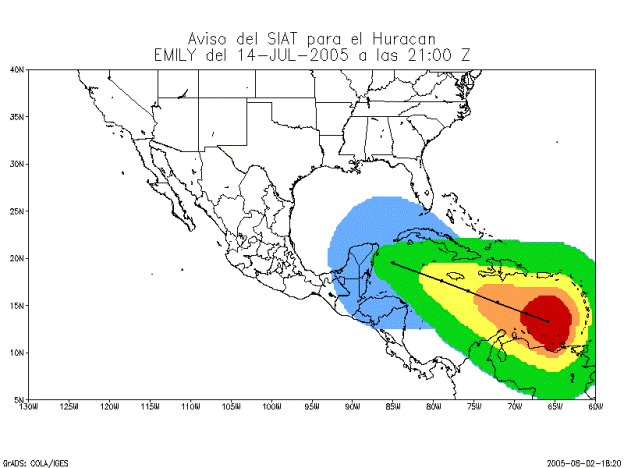 Aviso del SIAT para el Huracan
EMILY del 14-JUL-2005 a las 21:00 Z
40N
35N
30N
25N
20N
15N
10N
5N
130W 125W 120W 115W 110W 105W 100W 95W 90W 85W 80W 75W 70W 65W 60W
GrADS: COLA/IGES
2005-08-02-18:20